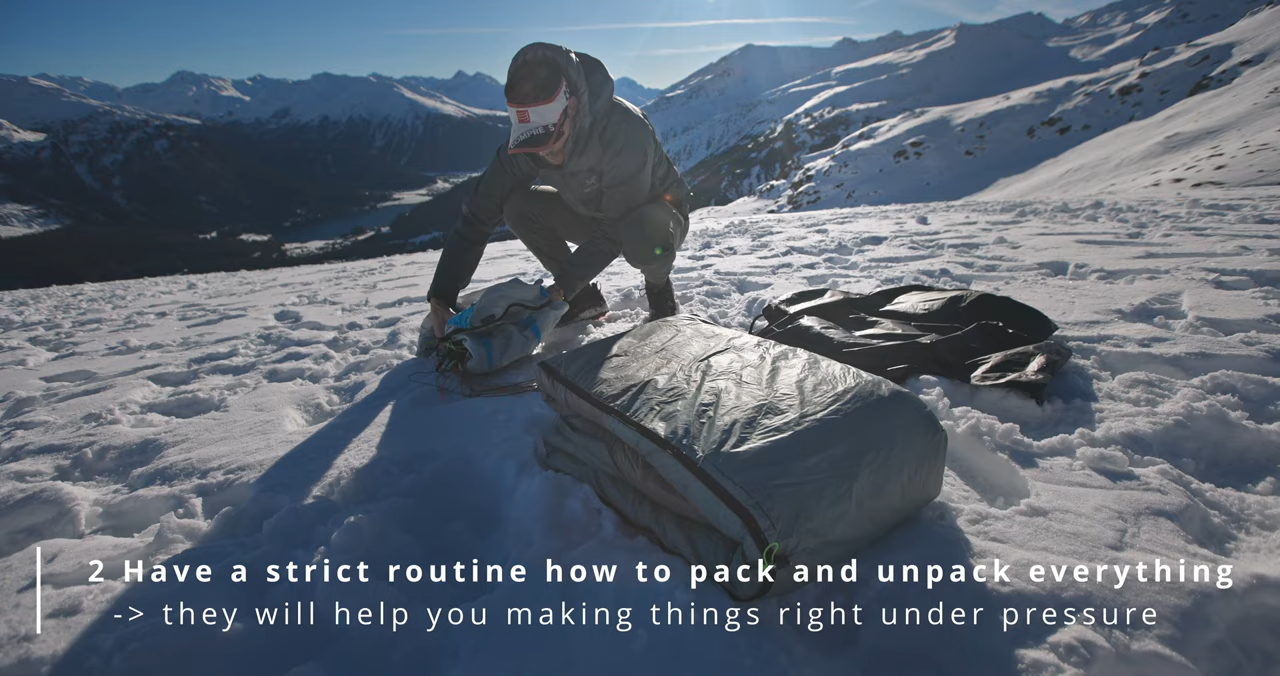 2 Have a strict routine how to pack and unpack everything
-> they will help you making things right under pressure